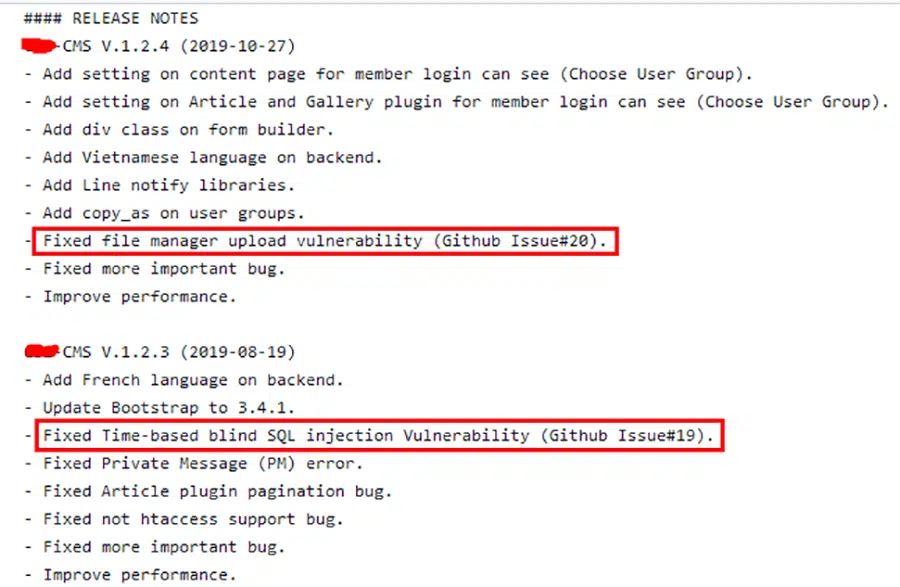 #### RELEASE NOTES
-CMS V.1.2.4 (2019-10-27)
- Add setting on content page for member login can see (Choose User Group).
- Add setting on Article and Gallery plugin for member login can see (Choose User Group).
- Add div class on form builder.
- Add Vietnamese language on backend.
- Add Line notify libraries.
- Add copy_as on user groups.
- Fixed file manager upload vulnerability (Github Issue#20).
- Fixed more important bug.
- Improve performance.
-CMS V.1.2.3 (2019-08-19)
- Add French language on backend.
- Update Bootstrap to 3.4.1.
- Fixed Time-based blind SQL injection Vulnerability (Github Issue#19).
- Fixed Private Message (PM) error.
- Fixed Article plugin pagination bug.
- Fixed not htaccess support bug.
- Fixed more important bug.
- Improve performance.